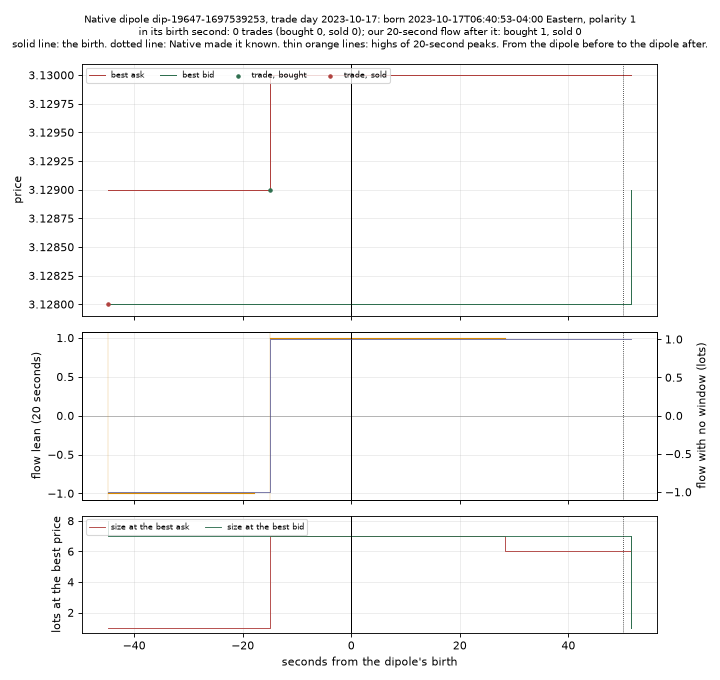 Native dipole dip-19647-1697539253, trade day 2023-10-17: born 2023-10-17T06:40:53-04:00 Eastern, polarity 1
in its birth second: 0 trades (bought 0, sold 0); our 20-second flow after it: bought 1, sold 0
solid line: the birth. dotted line: Native made it known. thin orange lines: highs of 20-second peaks. From the dipole before to the dipole after.
best ask
best bid
trade, bought
trade, sold
3.13000
3.12975
3.12950
3.12925
3.12900
3.12875
3.12850
3.12825
3.12800
price
1.0
0.5
0.0
−0.5
−1.0
flow lean (20 seconds)
1.0
0.5
0.0
−0.5
−1.0
flow with no window (lots)
size at the best ask
size at the best bid
8
6
4
2
lots at the best price
−40
−20
0
20
40
seconds from the dipole's birth